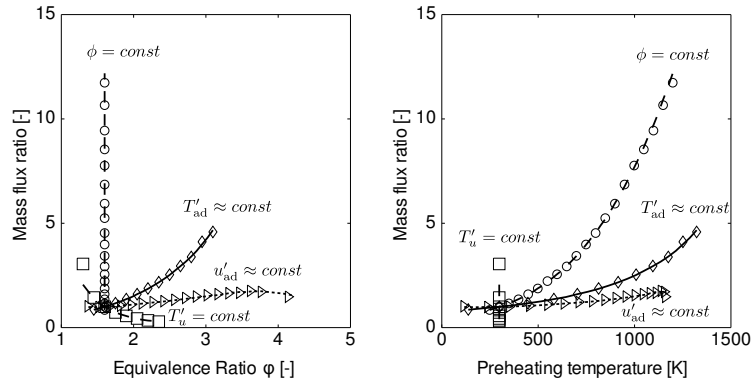 15
10
5
0
Mass flux ratio [-]
ϕ = const
T′ad ≈ const
u′ad ≈ const
T′u = const
1 2 3 4 5
Equivalence Ratio φ [-]
15
10
5
0
Mass flux ratio [-]
ϕ = const
T′ad ≈ const
T′u = const
u′ad ≈ const
0 500 1000 1500
Preheating temperature [K]